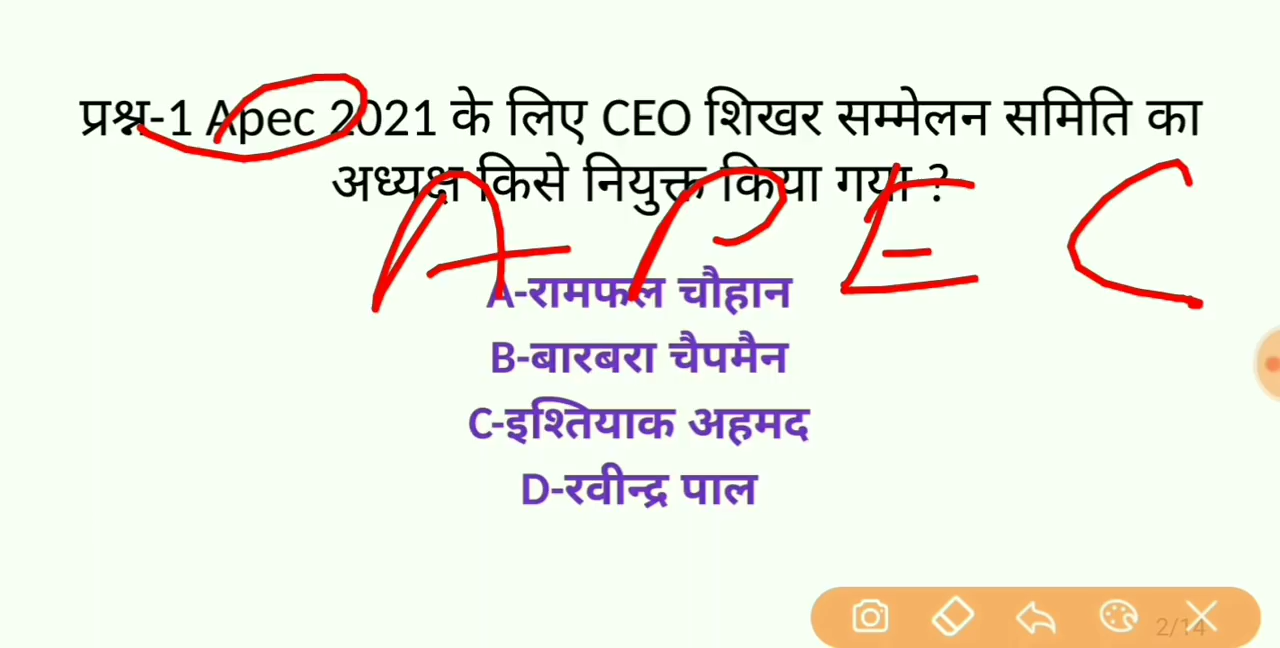 प्रश्न-1 Apec 2021 के लिए CEO शिखर सम्मेलन समिति का
अध्यक्ष किसे नियुक्त किया गया ?
A P E C
A-रामफल चौहान
B-बारबरा चैपमैन
C-इश्तियाक अहमद
D-रवीन्द्र पाल
2/14